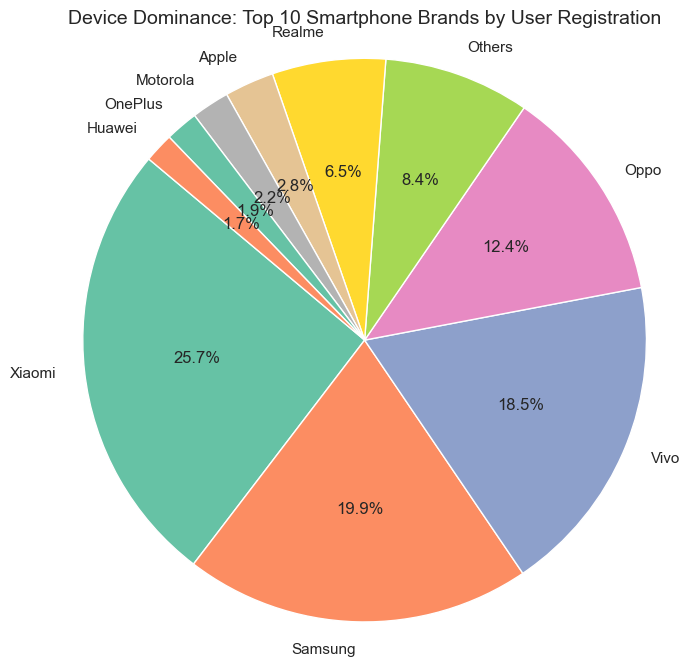 Device Dominance: Top 10 Smartphone Brands by User Registration
Realme
Others
Apple
Motorola
OnePlus
Huawei
Oppo
6.5%
8.4%
2.8%
2.2%
1.9%
1.7%
12.4%
25.7%
Xiaomi
18.5%
Vivo
19.9%
Samsung